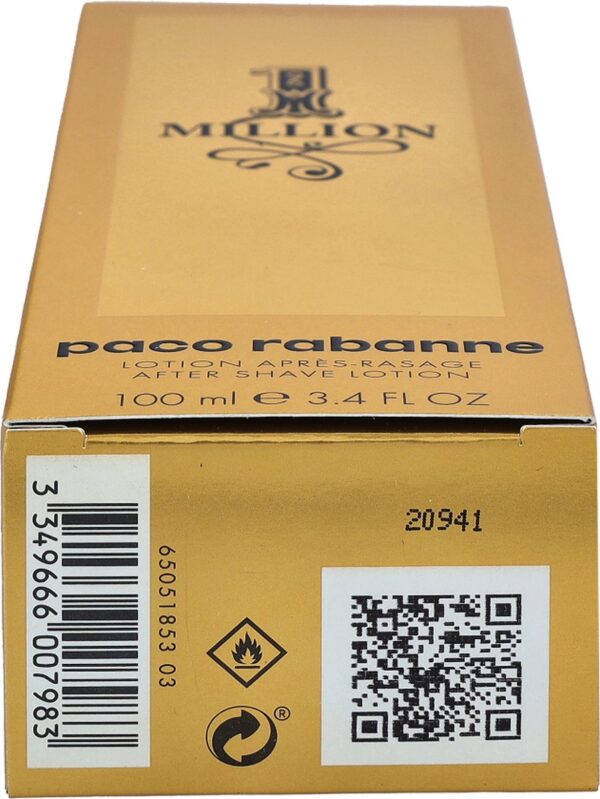 1
MILLION
paco rabanne
LOTION APRÈS-RASAGE
AFTER SHAVE LOTION
100 ml e 3.4 FL OZ
3 349666 007983
65051853 03
20941
®